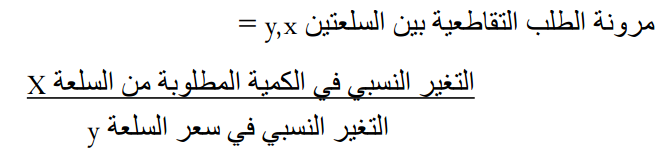 مرونة الطلب التقاطعية بين السلعتين y,x =
التغير النسبي في الكمية المطلوبة من السلعة X
التغير النسبي في سعر السلعة y